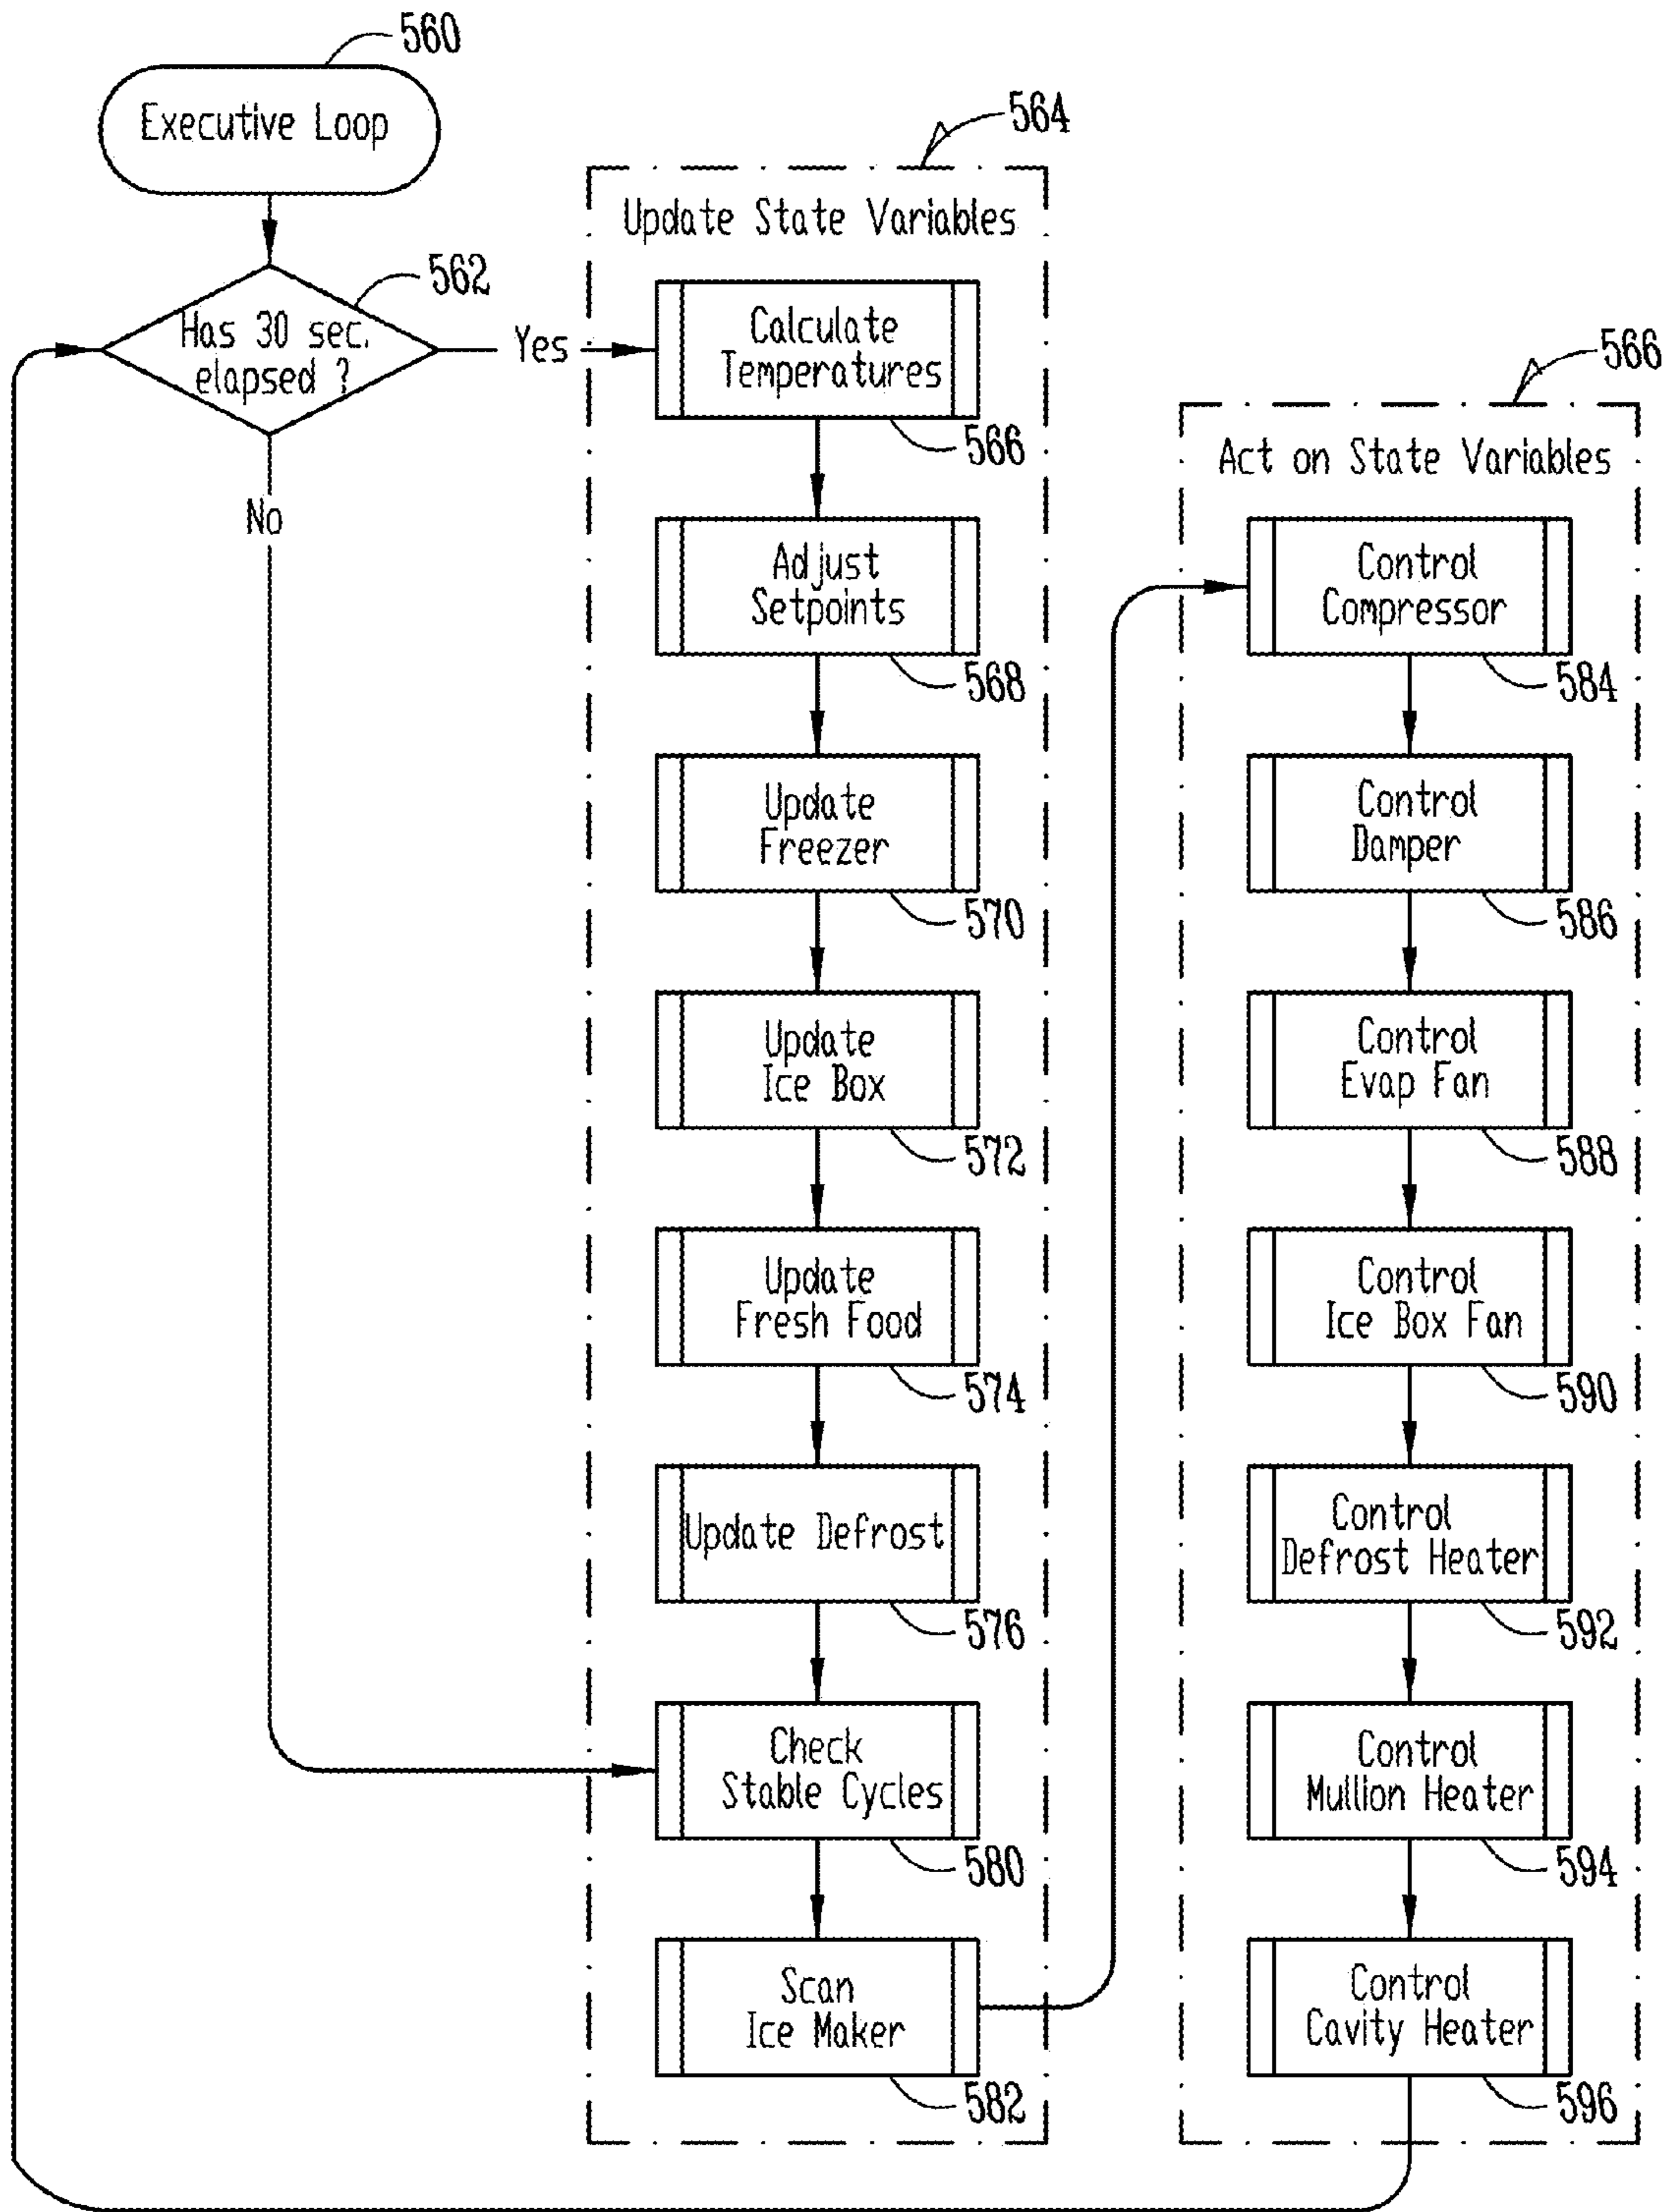 560
Executive Loop
562
Has 30 sec.
elapsed ?
Yes
No
564
Update State Variables
Calculate
Temperatures
566
Adjust
Setpoints
568
Update
Freezer
570
Update
Ice Box
572
Update
Fresh Food
574
Update Defrost
576
Check
Stable Cycles
580
Scan
Ice Maker
582
566
Act on State Variables
Control
Compressor
584
Control
Damper
586
Control
Evap Fan
588
Control
Ice Box Fan
590
Control
Defrost Heater
592
Control
Mullion Heater
594
Control
Cavity Heater
596